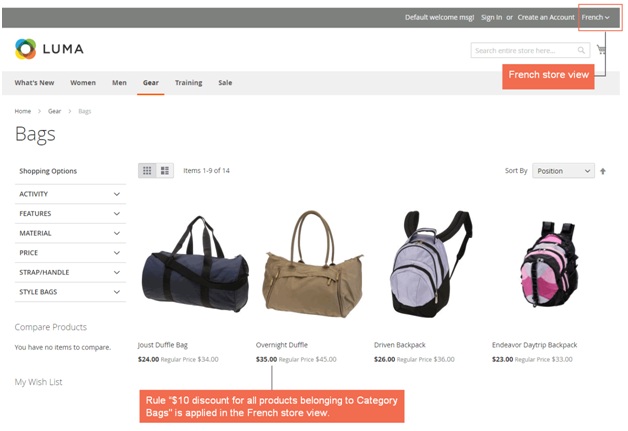 Default welcome msg! Sign In or Create an Account French
LUMA
Search entire store here...
French store view
What's New Women Men Gear Training Sale
Home > Gear > Bags
Bags
Shopping Options
Items 1-9 of 14
Sort By Position
ACTIVITY
FEATURES
MATERIAL
PRICE
STRAP/HANDLE
STYLE BAGS
Compare Products
You have no items to compare.
My Wish List
Joust Duffle Bag
$24.00 Regular Price $34.00
Overnight Duffle
$35.00 Regular Price $45.00
Driven Backpack
$26.00 Regular Price $36.00
Endeavor Daytrip Backpack
$23.00 Regular Price $33.00
Rule "$10 discount for all products belonging to Category
Bags" is applied in the French store view.